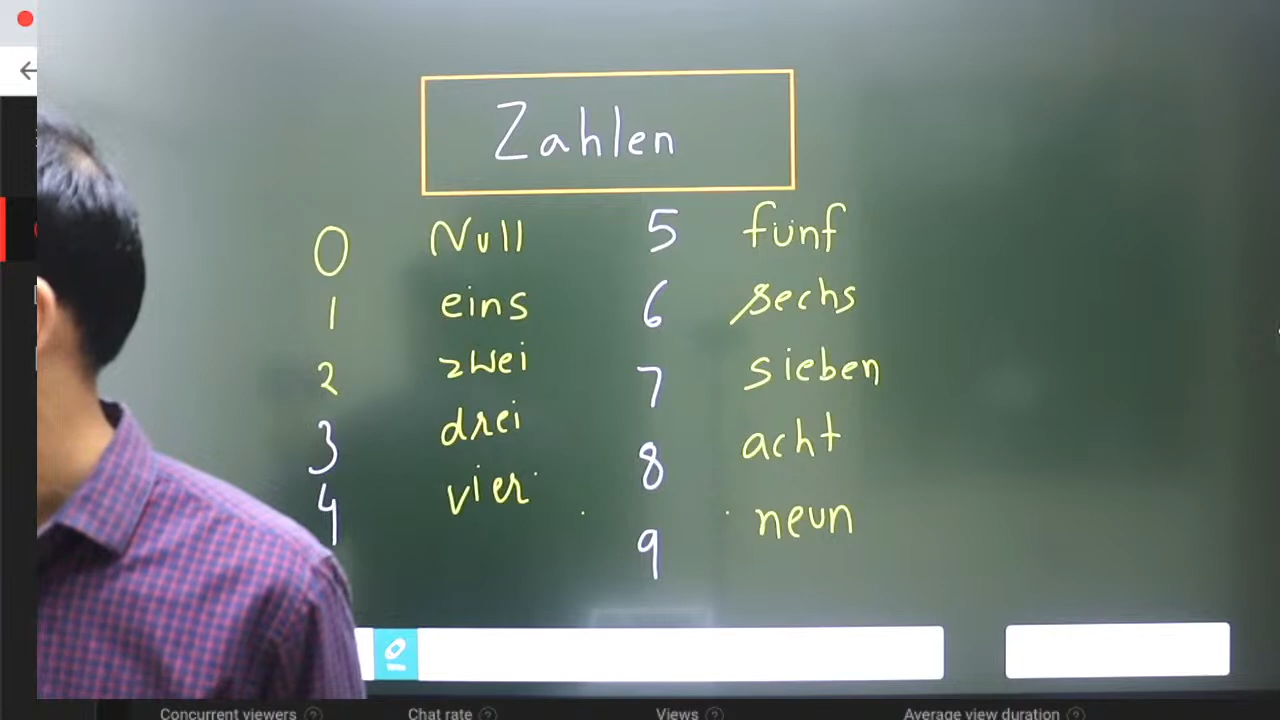 Zahlen
0 Null 5 fünf
1 eins 6 sechs
2 zwei 7 sieben
3 drei 8 acht
4 vier 9 neun
Concurrent viewers ? Chat rate ? Views ? Average view duration ?